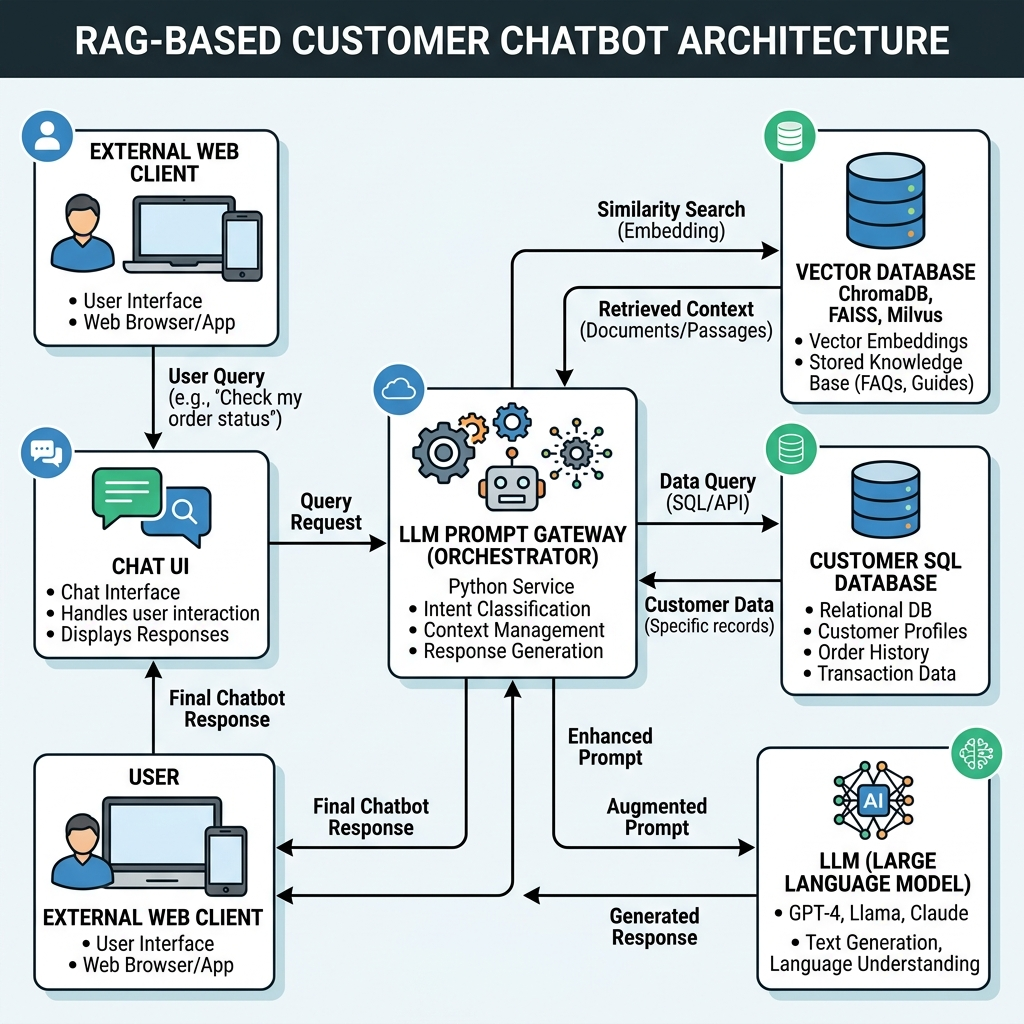 RAG-BASED CUSTOMER CHATBOT ARCHITECTURE
EXTERNAL WEB
CLIENT
• User Interface
• Web Browser/App
User Query
(e.g., "Check my
order status")
CHAT UI
• Chat Interface
• Handles user interaction
• Displays Responses
Query
Request
LLM PROMPT GATEWAY
(ORCHESTRATOR)
Python Service
• Intent Classification
• Context Management
• Response Generation
Similarity Search
(Embedding)
Retrieved Context
(Documents/Passages)
VECTOR DATABASE
ChromaDB,
FAISS, Milvus
• Vector Embeddings
• Stored Knowledge
Base (FAQs, Guides)
Data Query
(SQL/API)
Customer Data
(Specific records)
CUSTOMER SQL
DATABASE
• Relational DB
• Customer Profiles
• Order History
• Transaction Data
Final Chatbot
Response
USER
EXTERNAL WEB CLIENT
• User Interface
• Web Browser/App
Final Chatbot
Response
Enhanced
Prompt
Augmented
Prompt
Generated
Response
AI
LLM (LARGE
LANGUAGE MODEL)
• GPT-4, Llama, Claude
• Text Generation,
Language Understanding